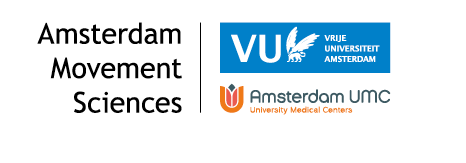 Amsterdam
Movement
Sciences
VU
VRIJE
UNIVERSITEIT
AMSTERDAM
Amsterdam UMC
University Medical Centers